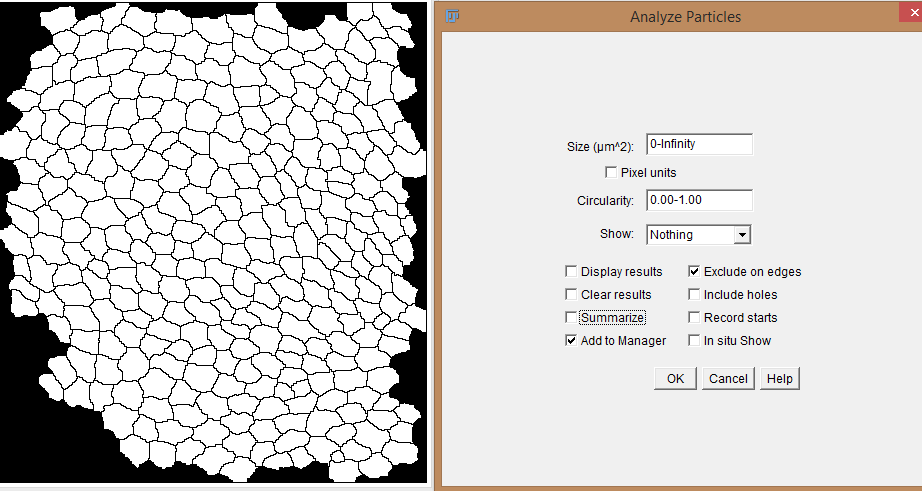 Analyze Particles
Size (µm^2): 0-Infinity
Pixel units
Circularity: 0.00-1.00
Show: Nothing
Display results Exclude on edges
Clear results Include holes
Summarize Record starts
Add to Manager In situ Show
OK Cancel Help